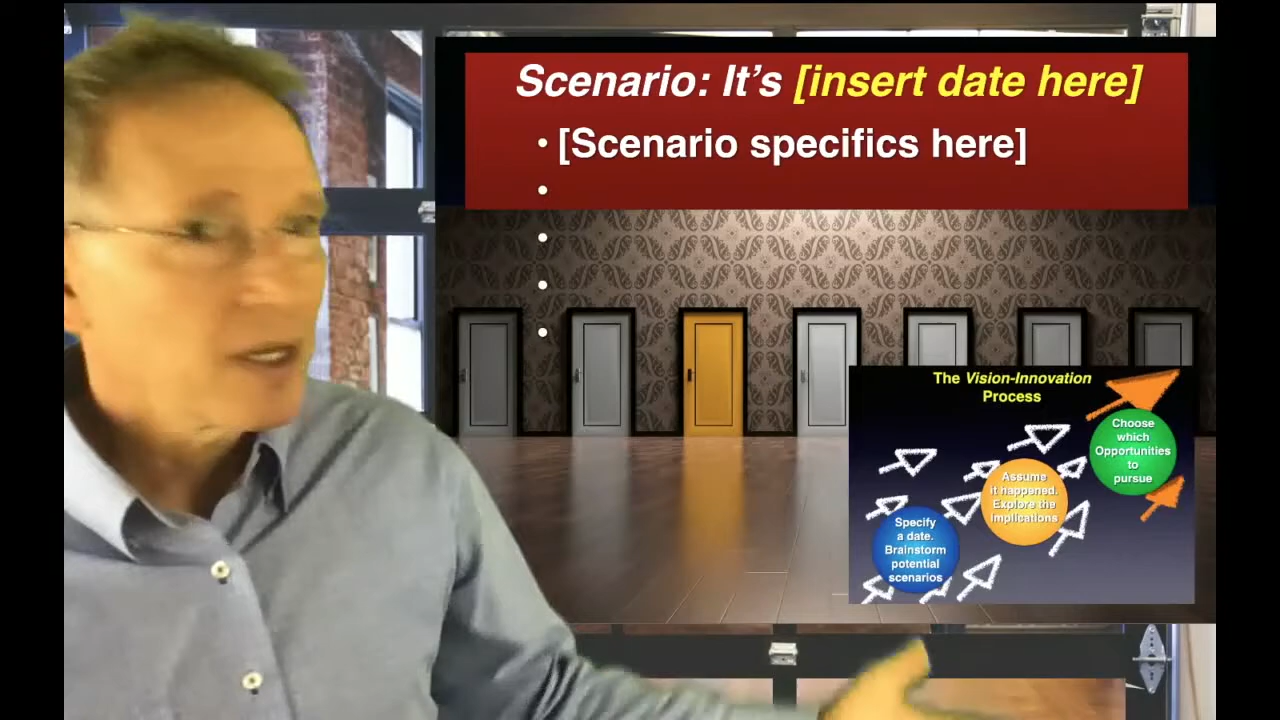 Scenario: It's [insert date here]
• [Scenario specifics here]
•
•
•
•
The Vision-Innovation
Process
Choose
which
Opportunities
to
pursue
Assume
it happened.
Explore the
implications
Specify
a date.
Brainstorm
potential
scenarios